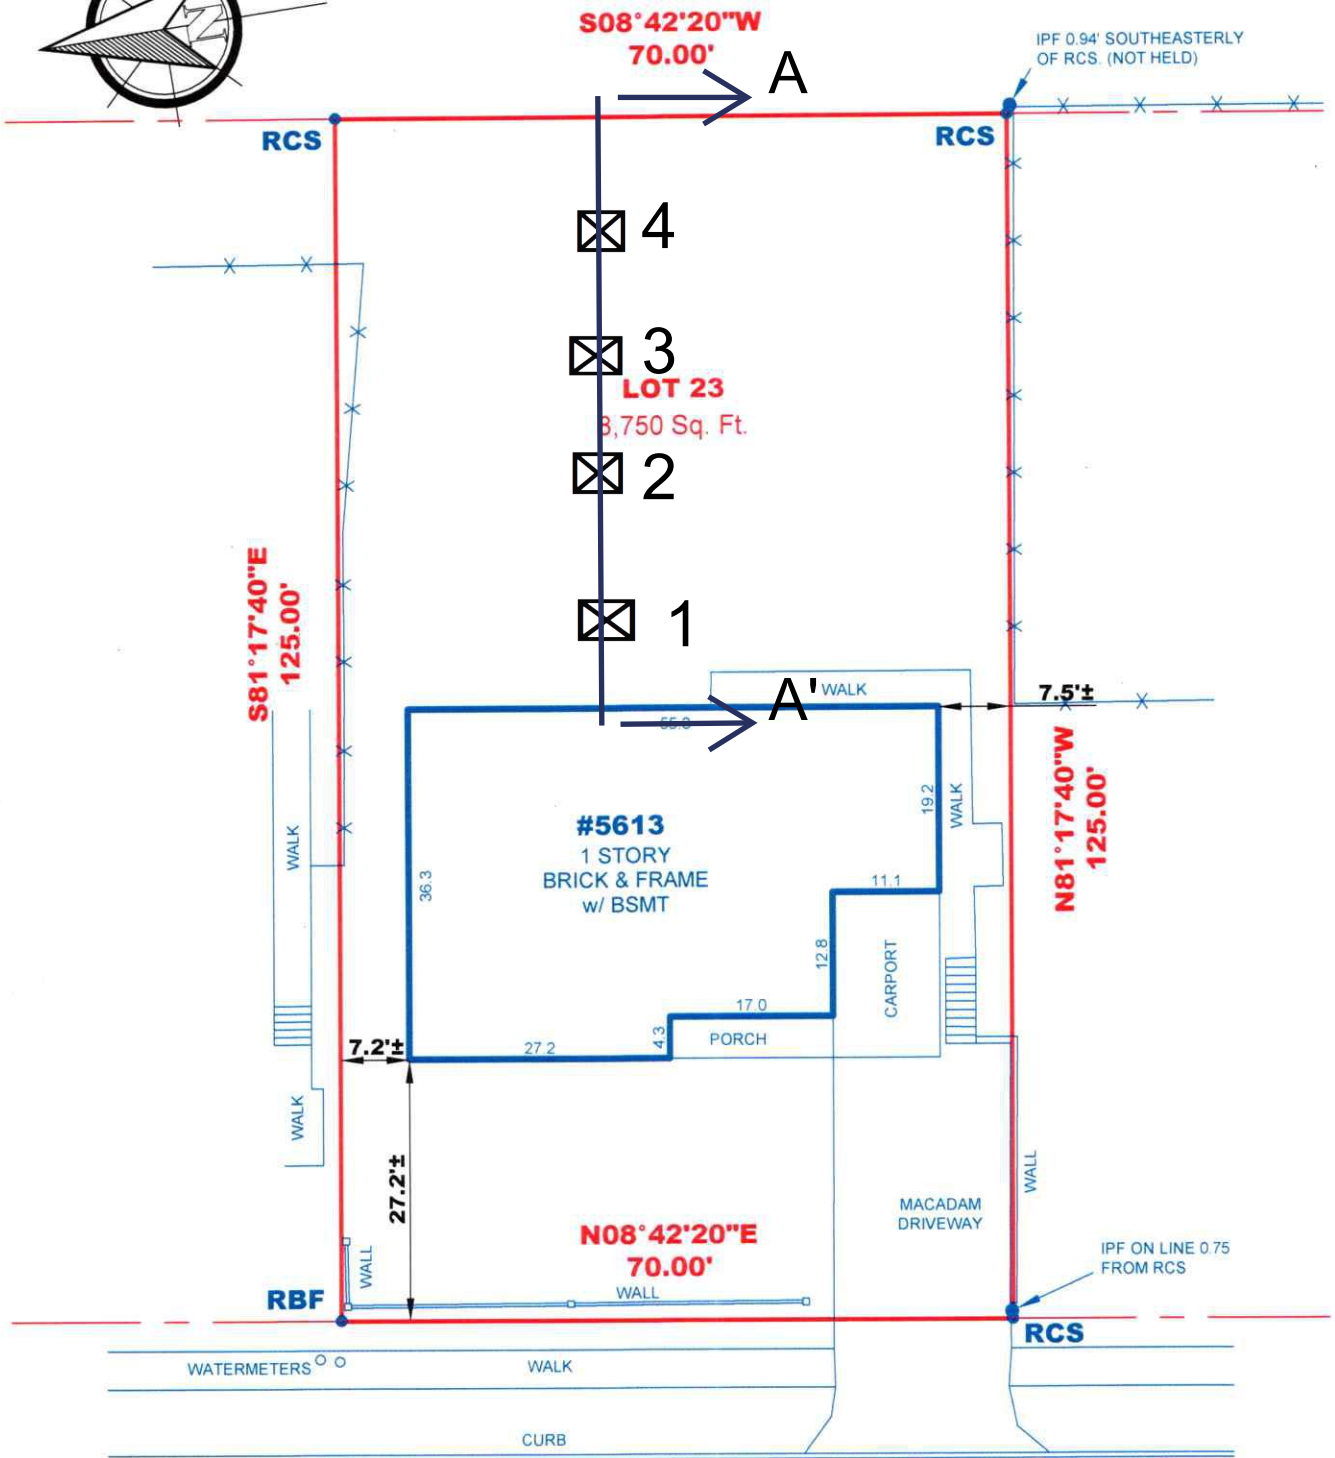 N
S08°42'20"W
70.00'
A
IPF 0.94' SOUTHEASTERLY
OF RCS. (NOT HELD)
RCS
RCS
4
3
LOT 23
8,750 Sq. Ft.
2
S81°17'40"E
125.00'
1
WALK
7.5'±
A'
55.3
N81°17'40"W
125.00'
19.2
WALK
#5613
1 STORY
BRICK & FRAME
w/ BSMT
WALK
36.3
11.1
12.8
CARPORT
17.0
4.3
PORCH
7.2'±
27.2
WALK
27.2'±
WALL
MACADAM
DRIVEWAY
N08°42'20"E
70.00'
IPF ON LINE 0.75
FROM RCS
WALL
WALL
RBF
RCS
WATERMETERS
WALK
CURB